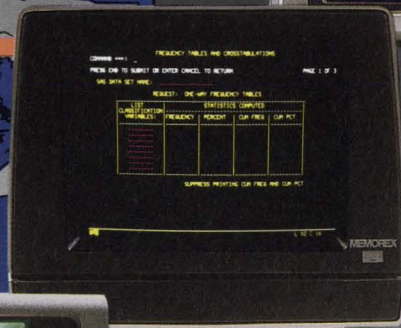 FREQUENCY TABLES AND CROSSTABULATIONS
COMMAND ===> _
PRESS END TO SUBMIT OR ENTER CANCEL TO RETURN PAGE 1 OF 3
SAS DATA SET NAME:
REQUEST: ONE-WAY FREQUENCY TABLES
LIST STATISTICS COMPUTED
CLASSIFICATION
VARIABLES: FREQUENCY PERCENT CUM FREQ CUM PCT
SUPPRESS PRINTING CUM FREQ AND CUM PCT
MEMOREX